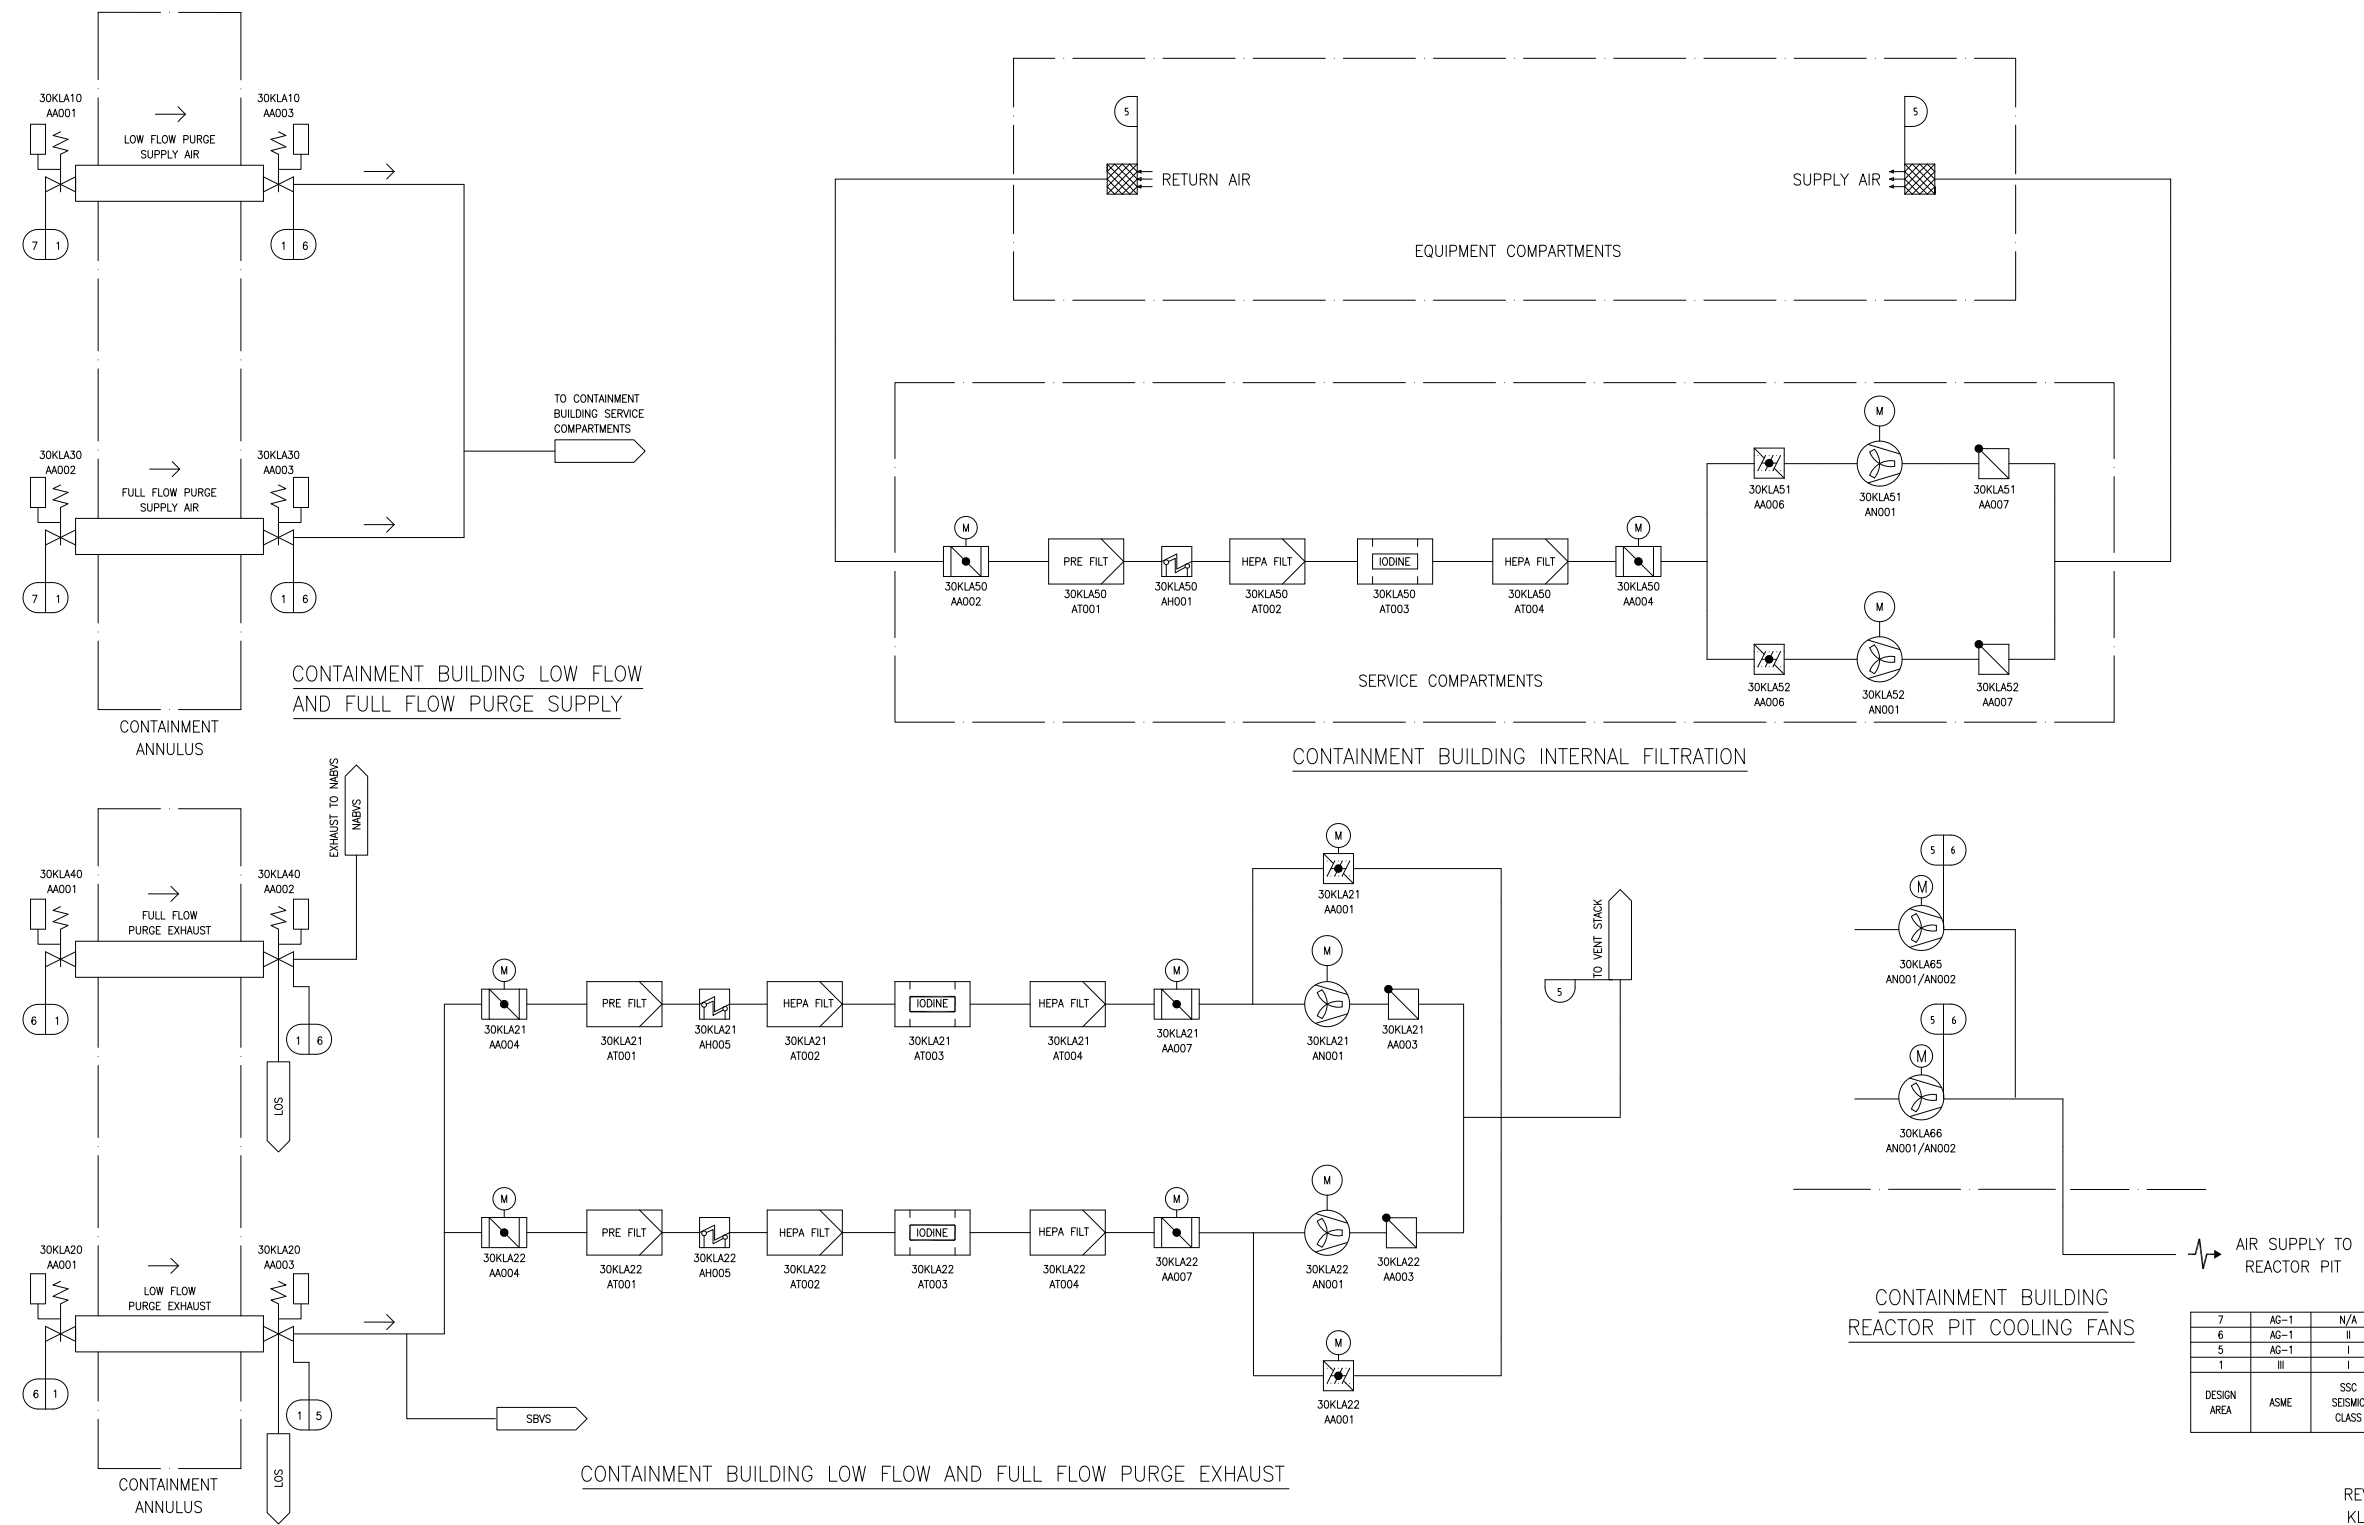 30KLA10
AA001
LOW FLOW PURGE
SUPPLY AIR
30KLA10
AA003
7 1
1 6
30KLA30
AA002
FULL FLOW PURGE
SUPPLY AIR
30KLA30
AA003
7 1
1 6
TO CONTAINMENT
BUILDING SERVICE
COMPARTMENTS
CONTAINMENT BUILDING LOW FLOW
AND FULL FLOW PURGE SUPPLY
CONTAINMENT
ANNULUS
5
5
RETURN AIR
SUPPLY AIR
EQUIPMENT COMPARTMENTS
M
30KLA50
AA002
PRE FILT
30KLA50
AT001
30KLA50
AH001
HEPA FILT
30KLA50
AT002
IODINE
30KLA50
AT003
HEPA FILT
30KLA50
AT004
M
30KLA50
AA004
30KLA51
AA006
M
30KLA51
AN001
30KLA51
AA007
30KLA52
AA006
M
30KLA52
AN001
30KLA52
AA007
SERVICE COMPARTMENTS
CONTAINMENT BUILDING INTERNAL FILTRATION
EXHAUST TO NABVS
NABVS
30KLA40
AA001
FULL FLOW
PURGE EXHAUST
30KLA40
AA002
6 1
1 6
LOS
30KLA20
AA001
LOW FLOW
PURGE EXHAUST
30KLA20
AA003
6 1
1 5
LOS
CONTAINMENT
ANNULUS
SBVS
M
30KLA21
AA004
PRE FILT
30KLA21
AT001
30KLA21
AH005
HEPA FILT
30KLA21
AT002
IODINE
30KLA21
AT003
HEPA FILT
30KLA21
AT004
M
30KLA21
AA007
M
30KLA21
AA001
M
30KLA21
AN001
30KLA21
AA003
M
30KLA22
AA004
PRE FILT
30KLA22
AT001
30KLA22
AH005
HEPA FILT
30KLA22
AT002
IODINE
30KLA22
AT003
HEPA FILT
30KLA22
AT004
M
30KLA22
AA007
M
30KLA22
AN001
30KLA22
AA003
M
30KLA22
AA001
TO VENT STACK
5
CONTAINMENT BUILDING LOW FLOW AND FULL FLOW PURGE EXHAUST
5 6
M
30KLA65
AN001/AN002
5 6
M
30KLA66
AN001/AN002
AIR SUPPLY TO
REACTOR PIT
CONTAINMENT BUILDING
REACTOR PIT COOLING FANS
7 AG-1 N/A
6 AG-1 II
5 AG-1 I
1 III I
DESIGN
AREA
ASME
SSC
SEISMIC
CLASS
RE
KL